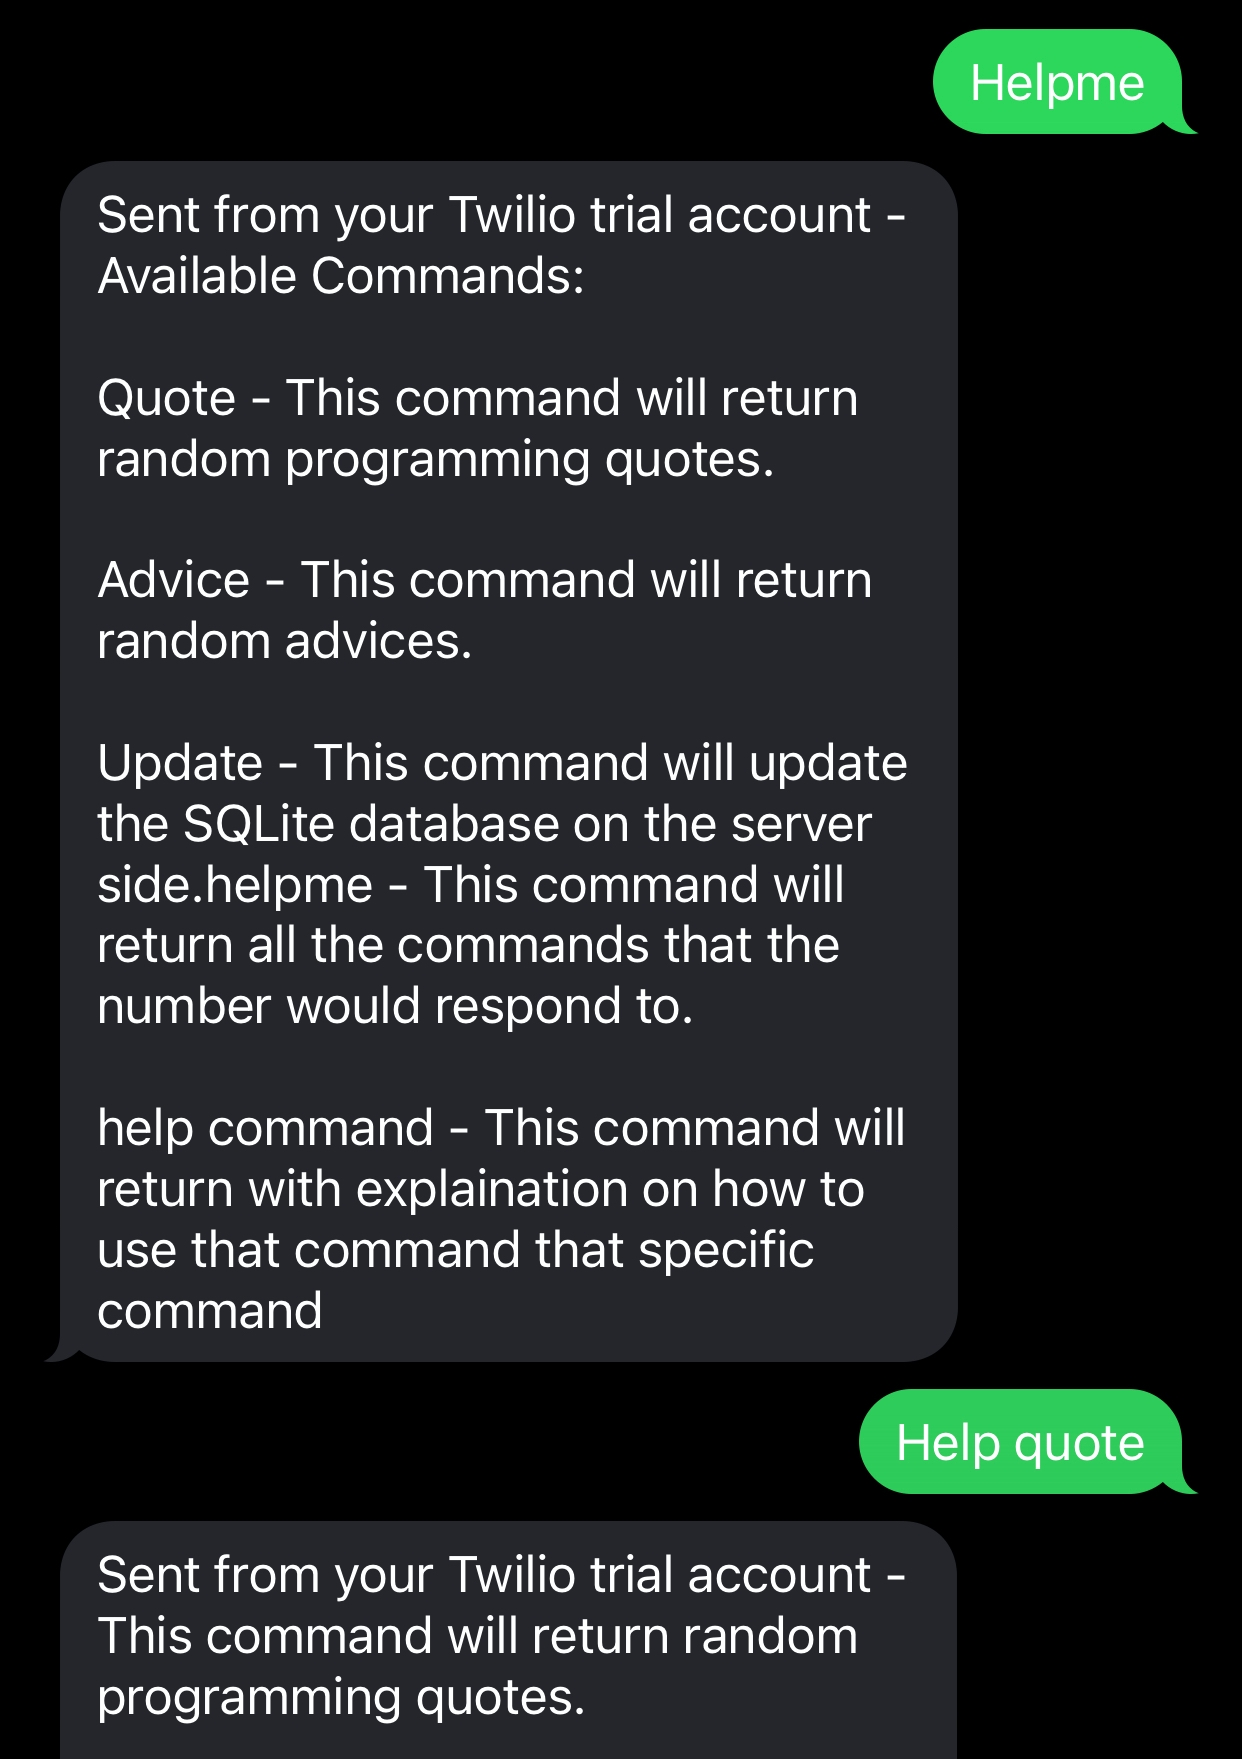 Helpme
Sent from your Twilio trial account -
Available Commands:
Quote - This command will return
random programming quotes.
Advice - This command will return
random advices.
Update - This command will update
the SQLite database on the server
side.helpme - This command will
return all the commands that the
number would respond to.
help command - This command will
return with explaination on how to
use that command that specific
command
Help quote
Sent from your Twilio trial account -
This command will return random
programming quotes.